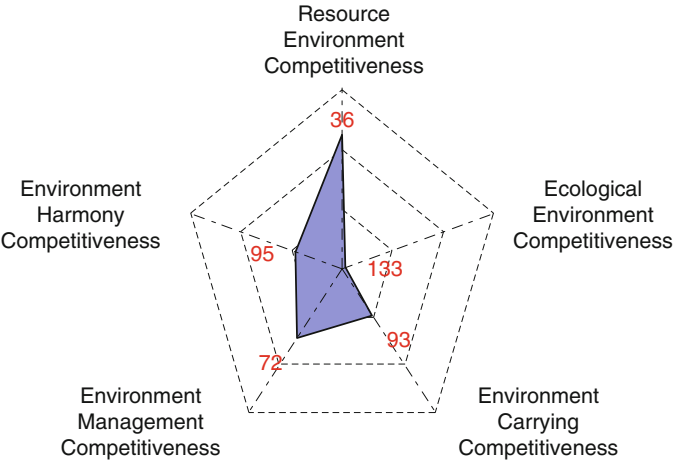 Resource
Environment
Competitiveness
36
Environment
Harmony
Competitiveness
Ecological
Environment
Competitiveness
95
133
93
72
Environment
Management
Competitiveness
Environment
Carrying
Competitiveness